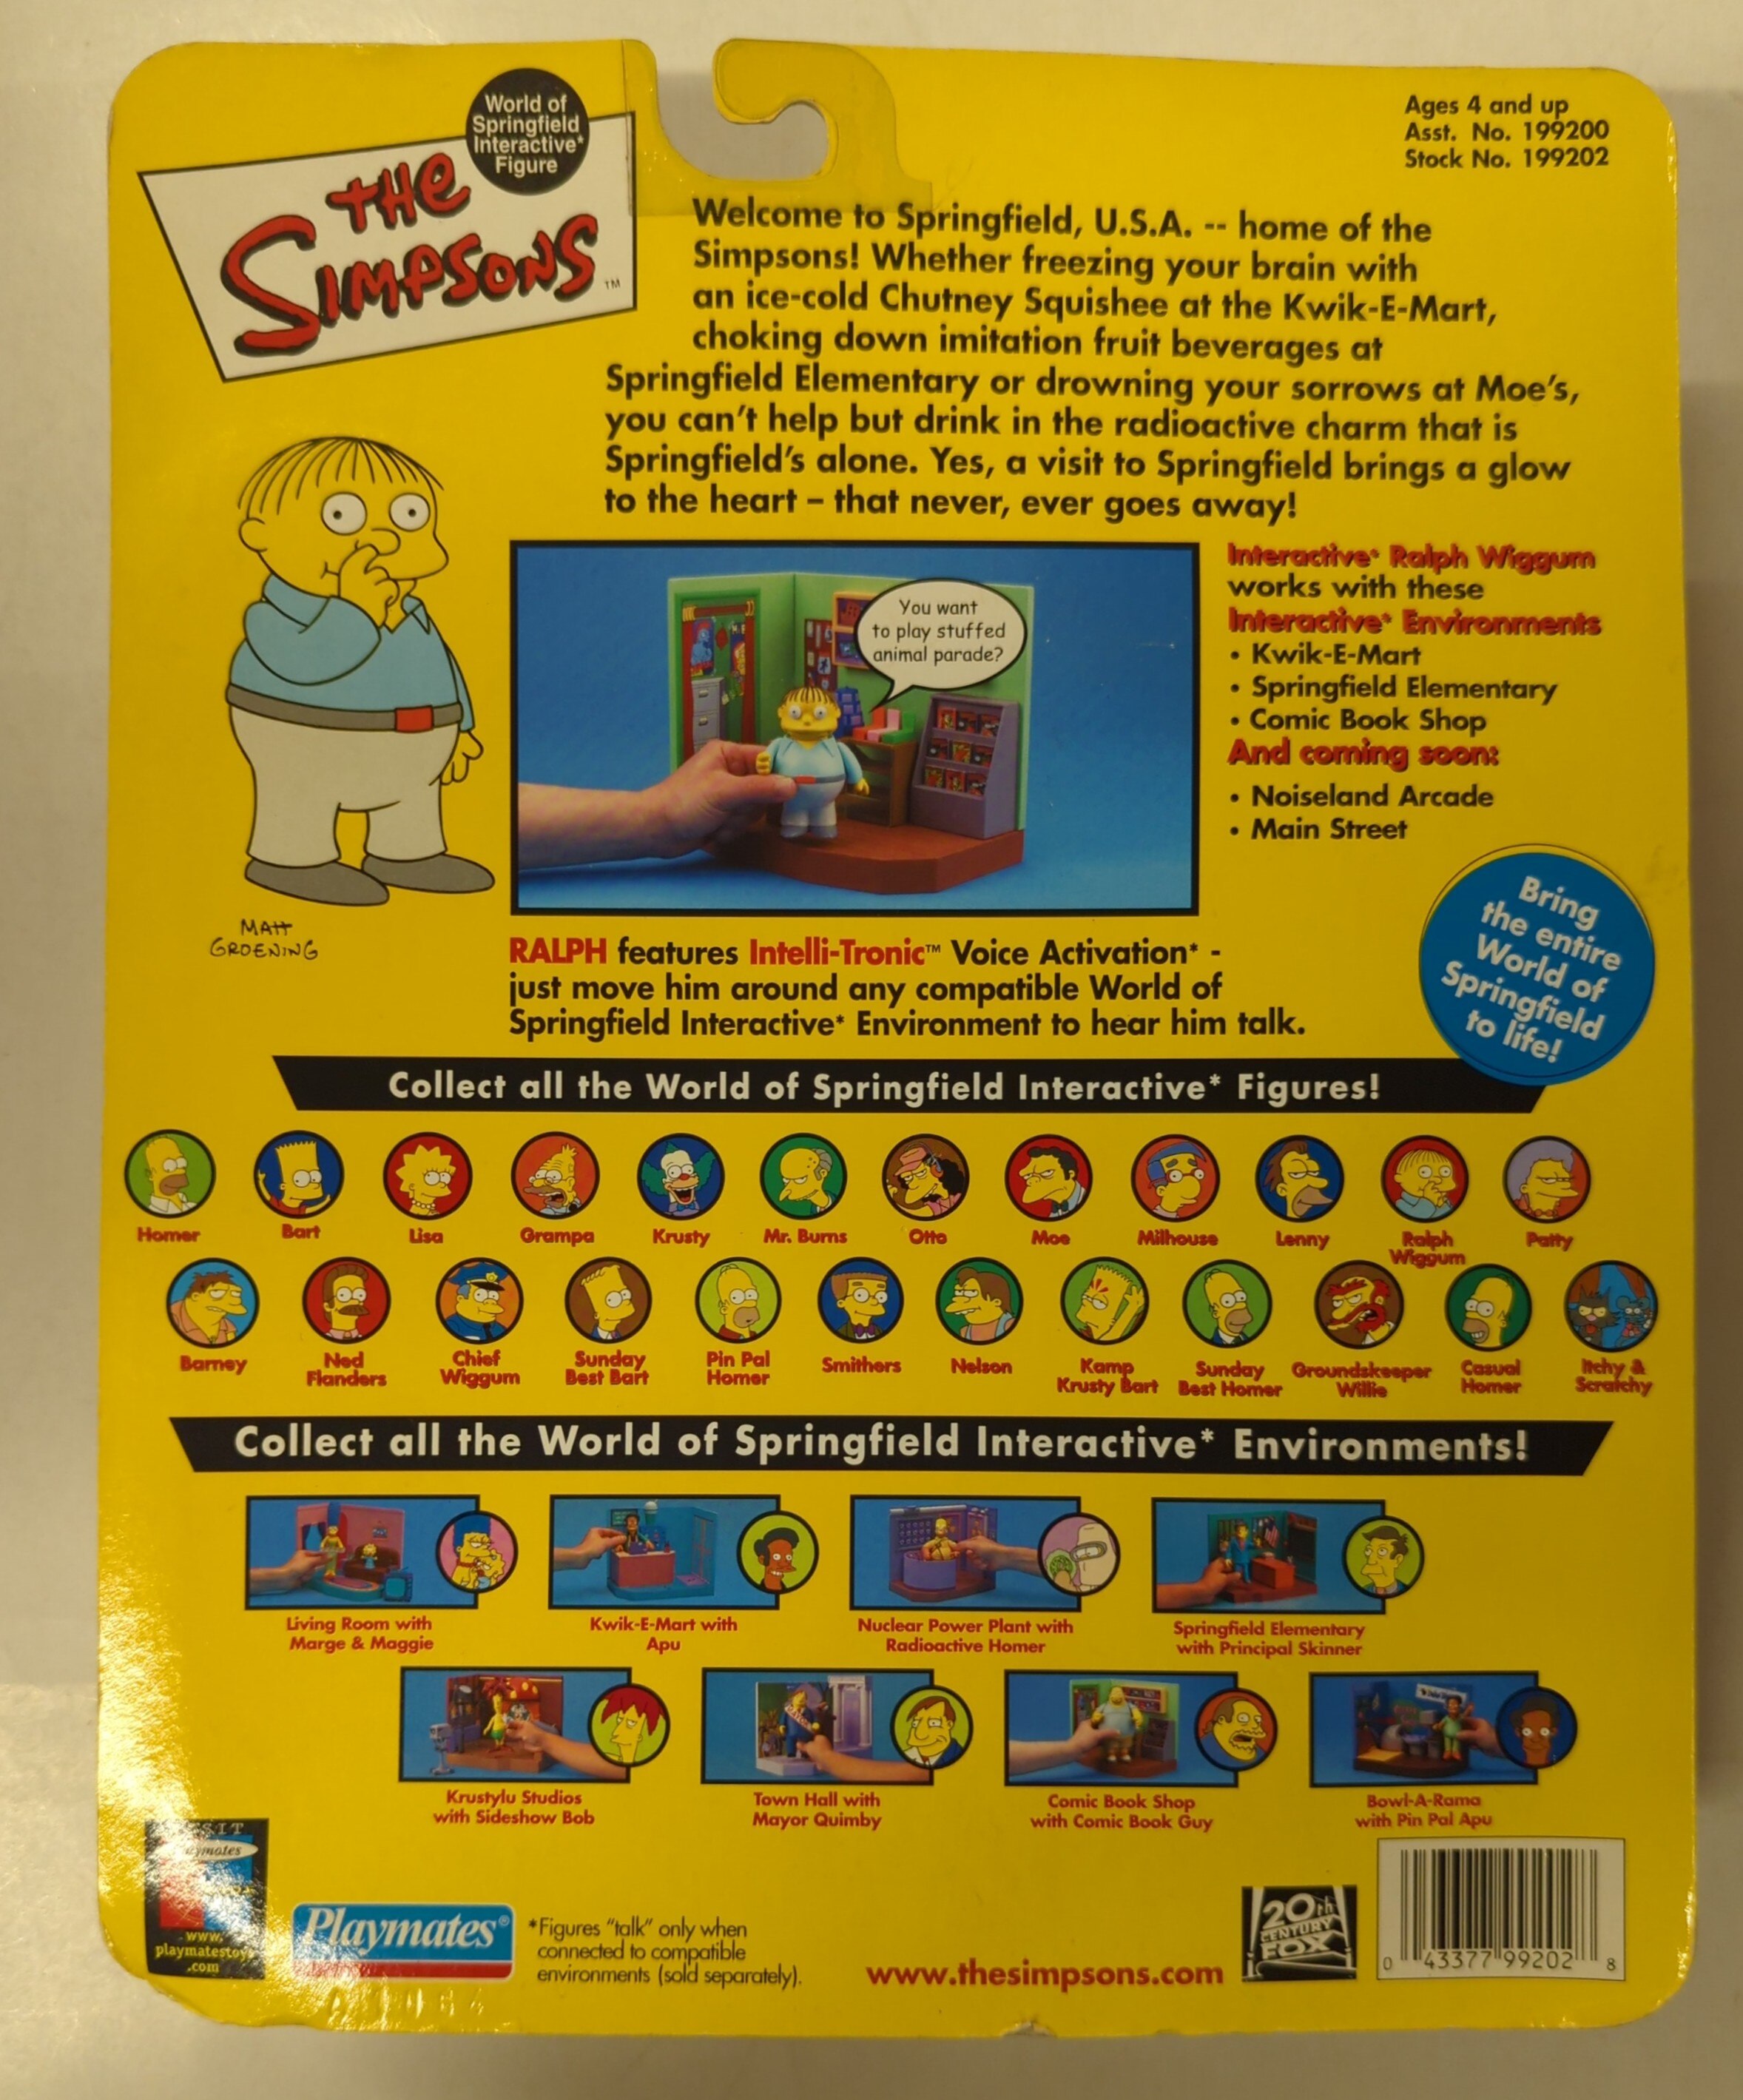 World of
Springfield
Interactive*
Figure
THE
SIMPSONS™
Ages 4 and up
Asst. No. 199200
Stock No. 199202
Welcome to Springfield, U.S.A. -- home of the
Simpsons! Whether freezing your brain with
an ice-cold Chutney Squishee at the Kwik-E-Mart,
choking down imitation fruit beverages at
Springfield Elementary or drowning your sorrows at Moe's,
you can't help but drink in the radioactive charm that is
Springfield's alone. Yes, a visit to Springfield brings a glow
to the heart – that never, ever goes away!
MATT
GROENING
You want
to play stuffed
animal parade?
Interactive* Ralph Wiggum
works with these
Interactive* Environments
• Kwik-E-Mart
• Springfield Elementary
• Comic Book Shop
And coming soon:
• Noiseland Arcade
• Main Street
Bring
the entire
World of
Springfield
to life!
RALPH features Intelli-Tronic™ Voice Activation* -
just move him around any compatible World of
Springfield Interactive* Environment to hear him talk.
Collect all the World of Springfield Interactive* Figures!
Homer
Bart
Lisa
Grampa
Krusty
Mr. Burns
Otto
Moe
Milhouse
Lenny
Ralph
Wiggum
Patty
Barney
Ned
Flanders
Chief
Wiggum
Sunday
Best Bart
Pin Pal
Homer
Smithers
Nelson
Kamp
Krusty Bart
Sunday
Best Homer
Groundskeeper
Willie
Casual
Homer
Itchy &
Scratchy
Collect all the World of Springfield Interactive* Environments!
Living Room with
Marge & Maggie
Kwik-E-Mart with
Apu
Nuclear Power Plant with
Radioactive Homer
Springfield Elementary
with Principal Skinner
Krustylu Studios
with Sideshow Bob
Town Hall with
Mayor Quimby
Comic Book Shop
with Comic Book Guy
Bowl-A-Rama
with Pin Pal Apu
www.
.com
Playmates®
*Figures "talk" only when
connected to compatible
environments (sold separately).
www.thesimpsons.com
20th
CENTURY
FOX
0 43377 99202 8